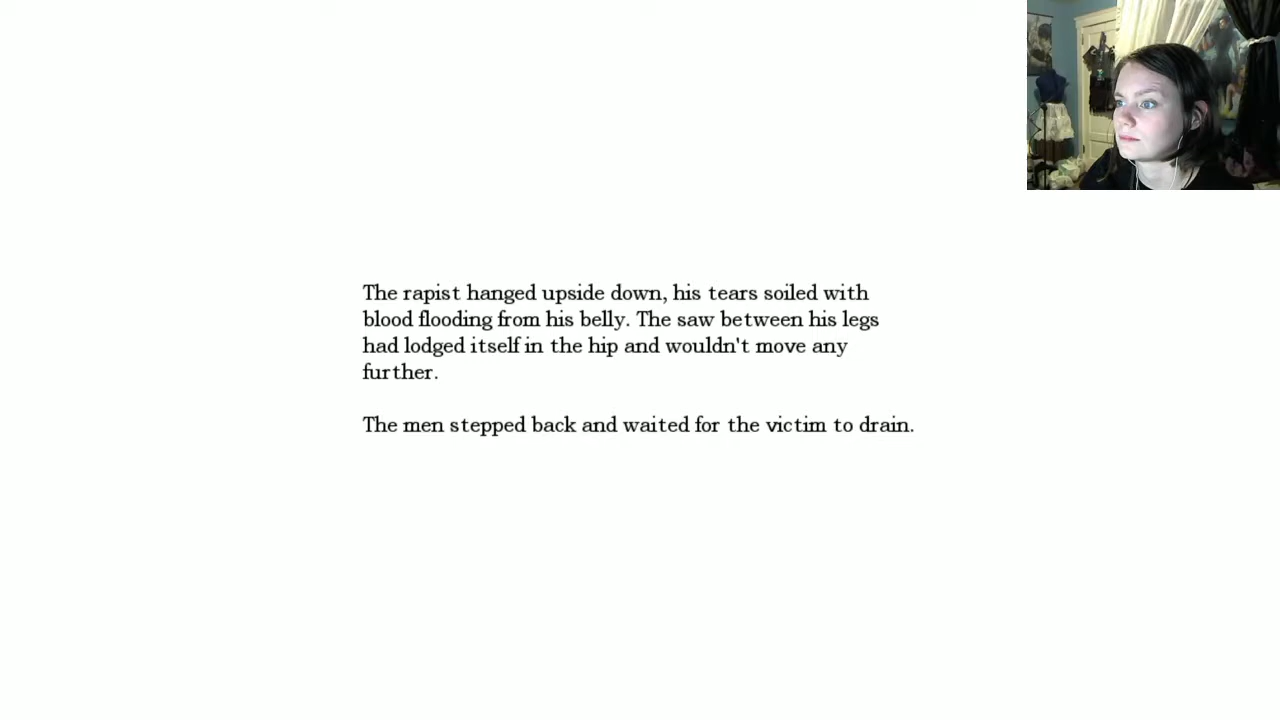 The rapist hanged upside down, his tears soiled with
blood flooding from his belly. The saw between his legs
had lodged itself in the hip and wouldn't move any
further.
The men stepped back and waited for the victim to drain.